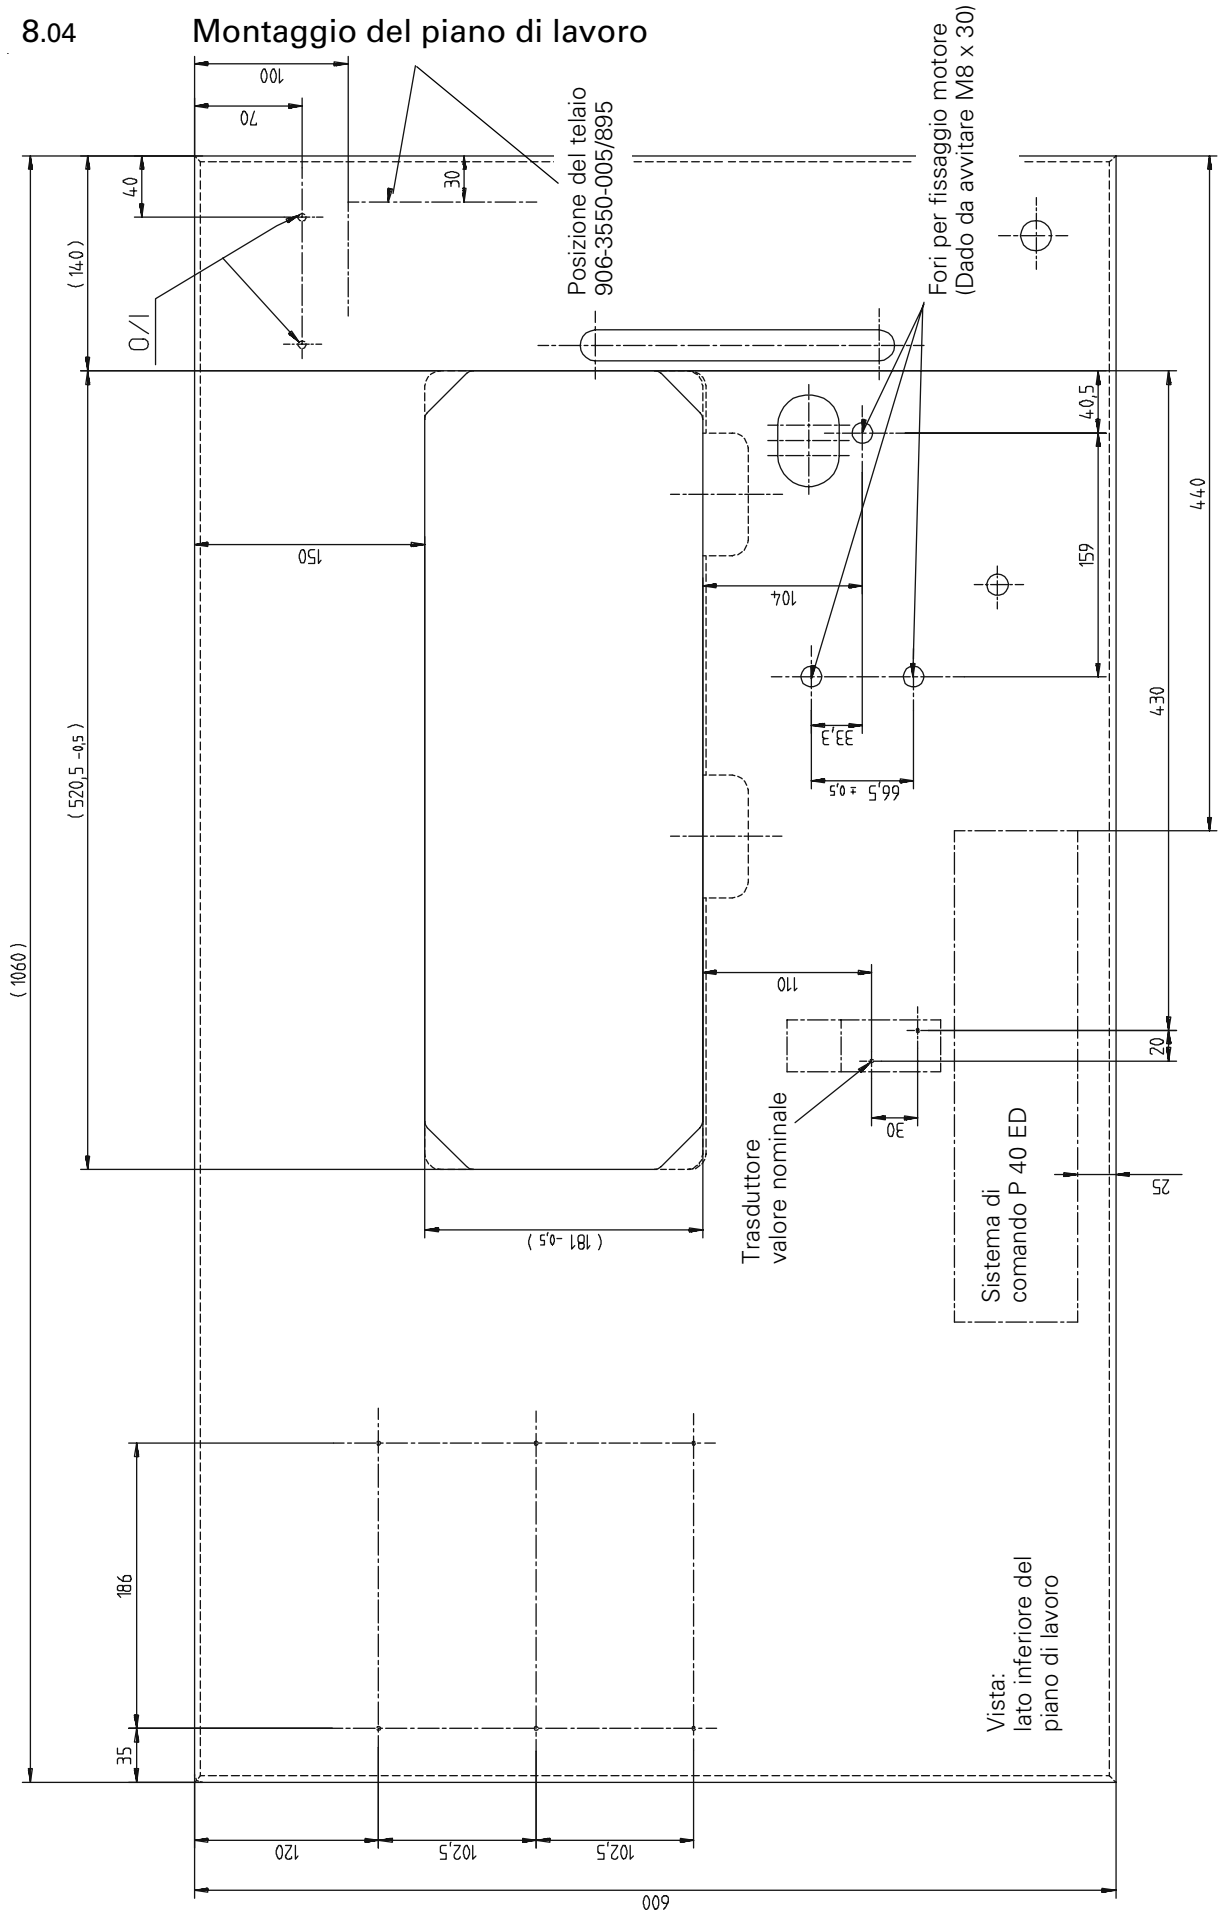 8.04 Montaggio del piano di lavoro
100
70
40
30
( 140 )
O/I
Posizione del telaio
906-3550-005/895
Fori per fissaggio motore
(Dado da avvitare M8 x 30)
40,5
150
104
159
440
( 520,5 -0,5 )
33,3
66,5 ± 0,5
430
( 1060 )
110
20
30
Trasduttore
valore nominale
Sistema di
comando P 40 ED
25
( 181 -0,5 )
186
35
Vista:
lato inferiore del
piano di lavoro
120
102,5
102,5
600